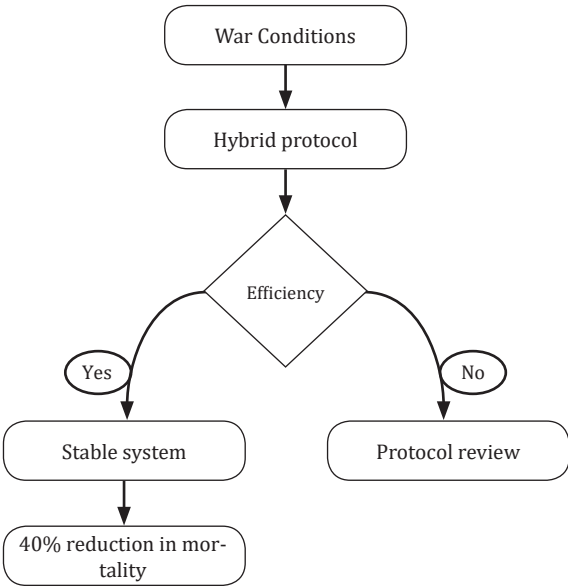 War Conditions
Hybrid protocol
Efficiency
Yes
No
Stable system
Protocol review
40% reduction in mor-
tality